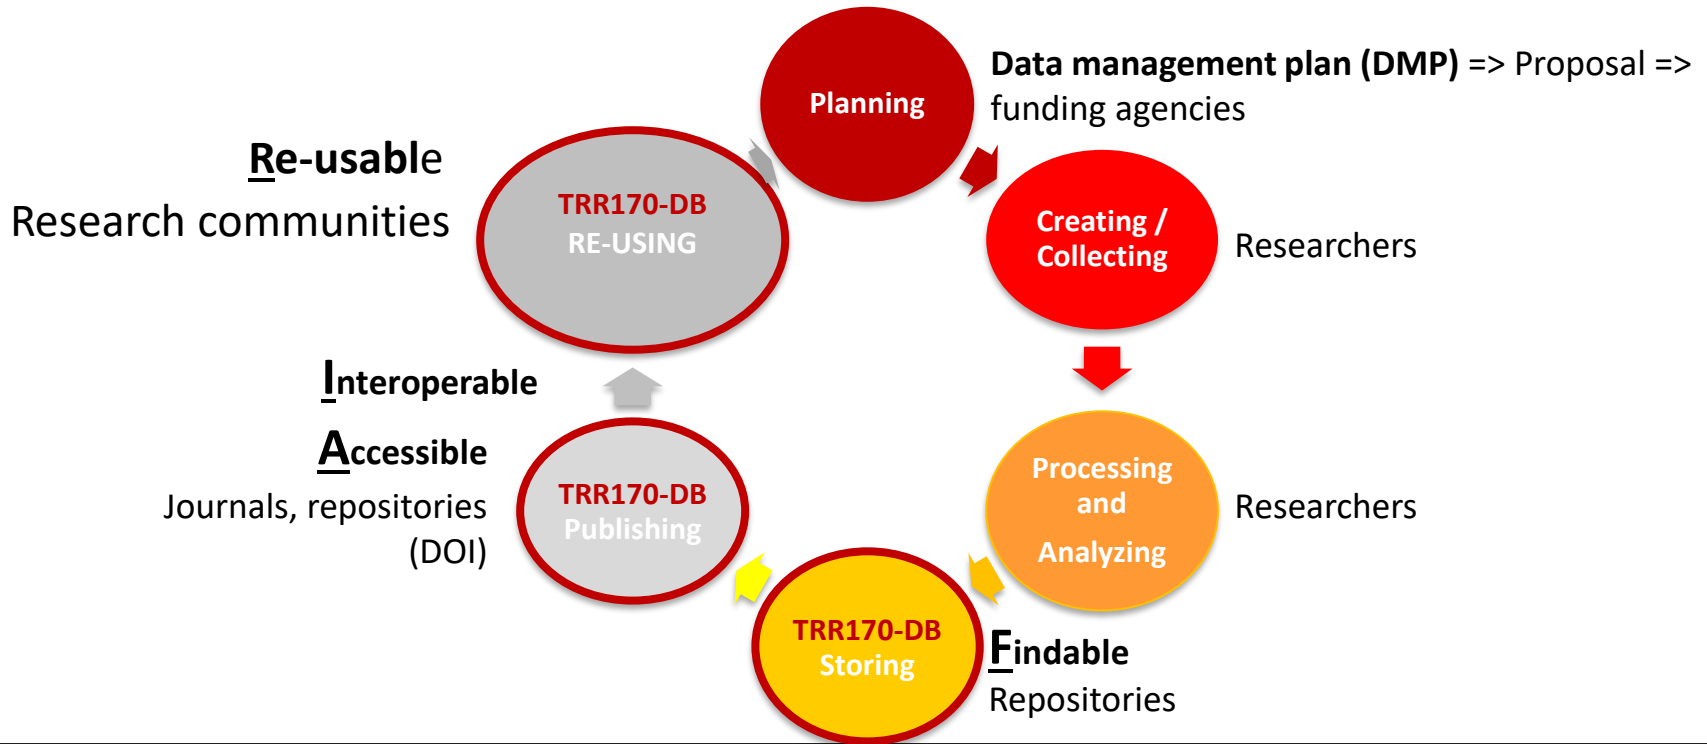 Planning
Data management plan (DMP) => Proposal =>
funding agencies
Creating /
Collecting
Researchers
Processing
and
Analyzing
Researchers
TRR170-DB
Storing
Findable
Repositories
TRR170-DB
Publishing
Interoperable
Accessible
Journals, repositories
(DOI)
TRR170-DB
RE-USING
Re-usable
Research communities